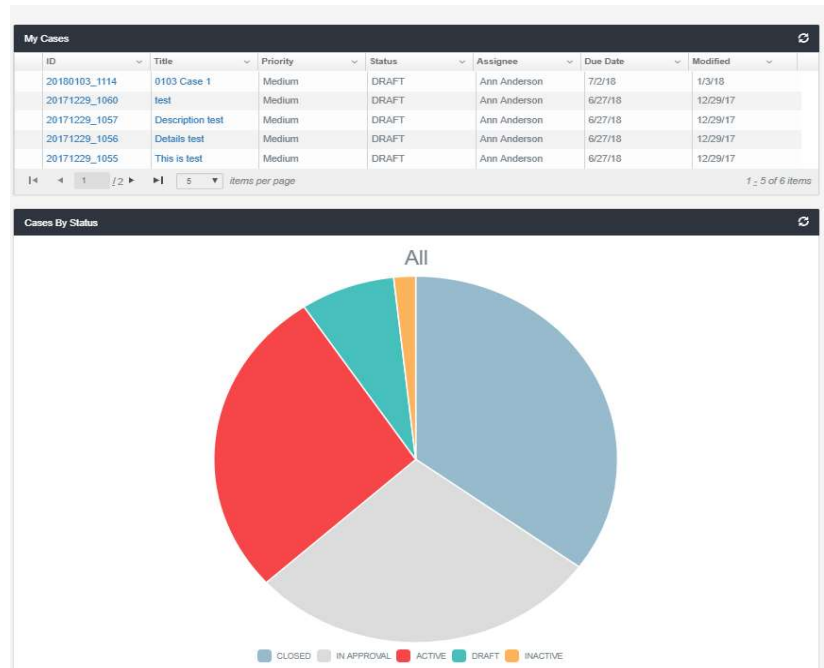 My Cases
ID Title Priority Status Assignee Due Date Modified
20180103_1114 0103 Case 1 Medium DRAFT Ann Anderson 7/2/18 1/3/18
20171229_1060 test Medium DRAFT Ann Anderson 6/27/18 12/29/17
20171229_1057 Description test Medium DRAFT Ann Anderson 6/27/18 12/29/17
20171229_1056 Details test Medium DRAFT Ann Anderson 6/27/18 12/29/17
20171229_1055 This is test Medium DRAFT Ann Anderson 6/27/18 12/29/17
1 / 2 5 items per page 1 - 5 of 6 items
Cases By Status
All
CLOSED IN APPROVAL ACTIVE DRAFT INACTIVE